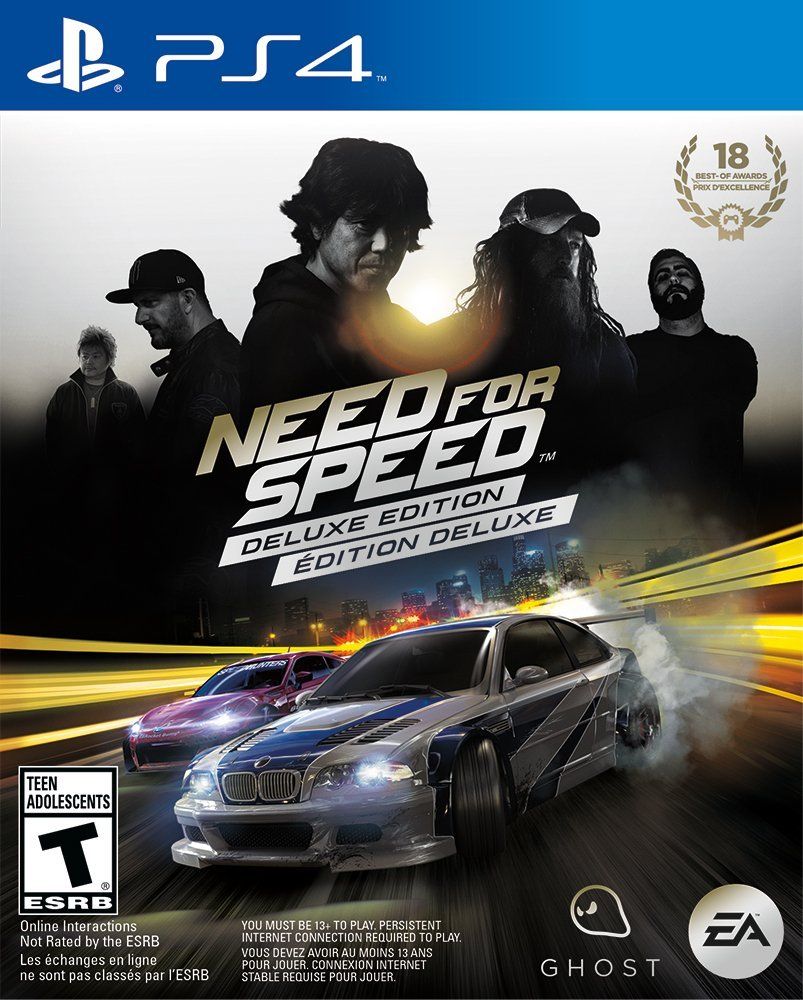 PS4™
18
BEST-OF AWARDS
PRIX D'EXCELLENCE
NEED FOR
SPEED™
DELUXE EDITION
ÉDITION DELUXE
SPEEDHUNTERS
TEEN
ADOLESCENTS
T
®
ESRB
Online Interactions
Not Rated by the ESRB
Les échanges en ligne
ne sont pas classés par l'ESRB
YOU MUST BE 13+ TO PLAY. PERSISTENT
INTERNET CONNECTION REQUIRED TO PLAY.
VOUS DEVEZ AVOIR AU MOINS 13 ANS
POUR JOUER. CONNEXION INTERNET
STABLE REQUISE POUR JOUER.
GHOST
EA